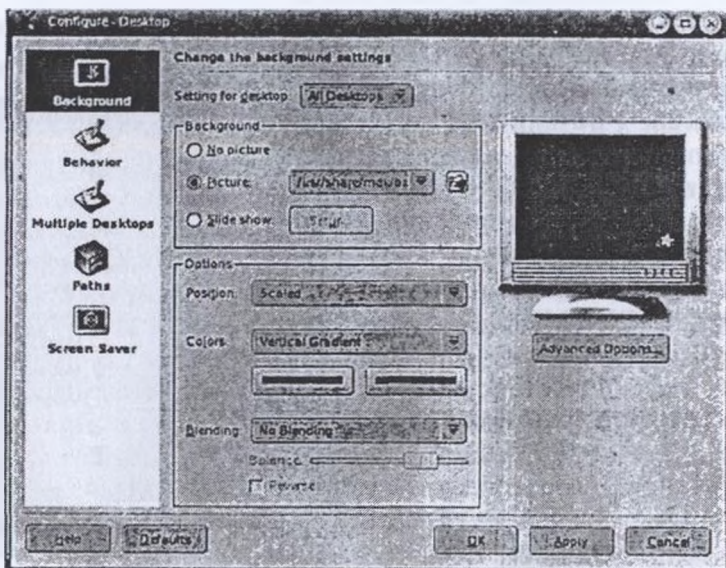 Configure - Desktop
Background
Behavior
Multiple Desktops
Paths
Screen Saver
Change the background settings
Setting for desktop: All Desktops
Background
No picture
Picture:
Slide show:
Options
Position: Scaled
Colors: Vertical Gradient
Blending: No Blending
Balance:
Reverse
Advanced Options...
Help
Defaults
OK
Apply
Cancel